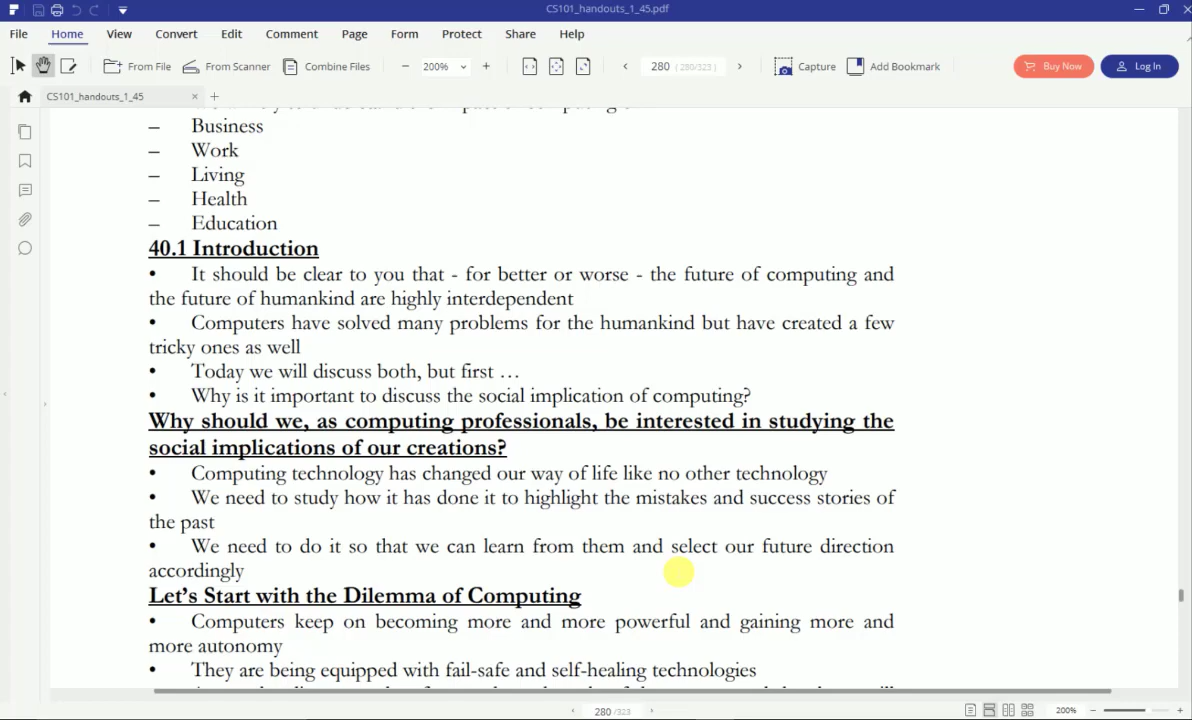 CS101_handouts_1_45.pdf
File Home View Convert Edit Comment Page Form Protect Share Help
From File From Scanner Combine Files 200% 280 (280/323) Capture Add Bookmark Buy Now Log In
CS101_handouts_1_45
– Business
– Work
– Living
– Health
– Education
40.1 Introduction
• It should be clear to you that - for better or worse - the future of computing and
the future of humankind are highly interdependent
• Computers have solved many problems for the humankind but have created a few
tricky ones as well
• Today we will discuss both, but first …
• Why is it important to discuss the social implication of computing?
Why should we, as computing professionals, be interested in studying the
social implications of our creations?
• Computing technology has changed our way of life like no other technology
• We need to study how it has done it to highlight the mistakes and success stories of
the past
• We need to do it so that we can learn from them and select our future direction
accordingly
Let's Start with the Dilemma of Computing
• Computers keep on becoming more and more powerful and gaining more and
more autonomy
• They are being equipped with fail-safe and self-healing technologies
280 /323 200%